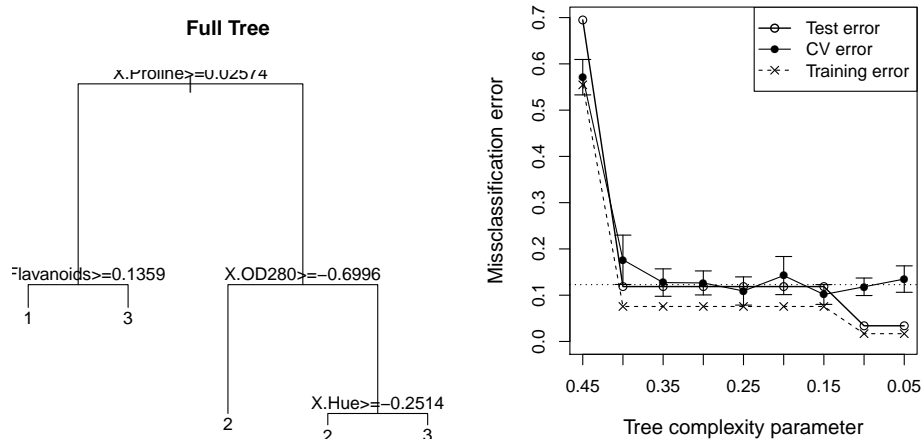 Full Tree
X.Proline>=0.02574
Flavanoids>=0.1359
X.OD280>=−0.6996
1
3
X.Hue>=−0.2514
2
2
3
Test error
CV error
Training error
Missclassification error
0.7
0.6
0.5
0.4
0.3
0.2
0.1
0.0
0.45
0.35
0.25
0.15
0.05
Tree complexity parameter